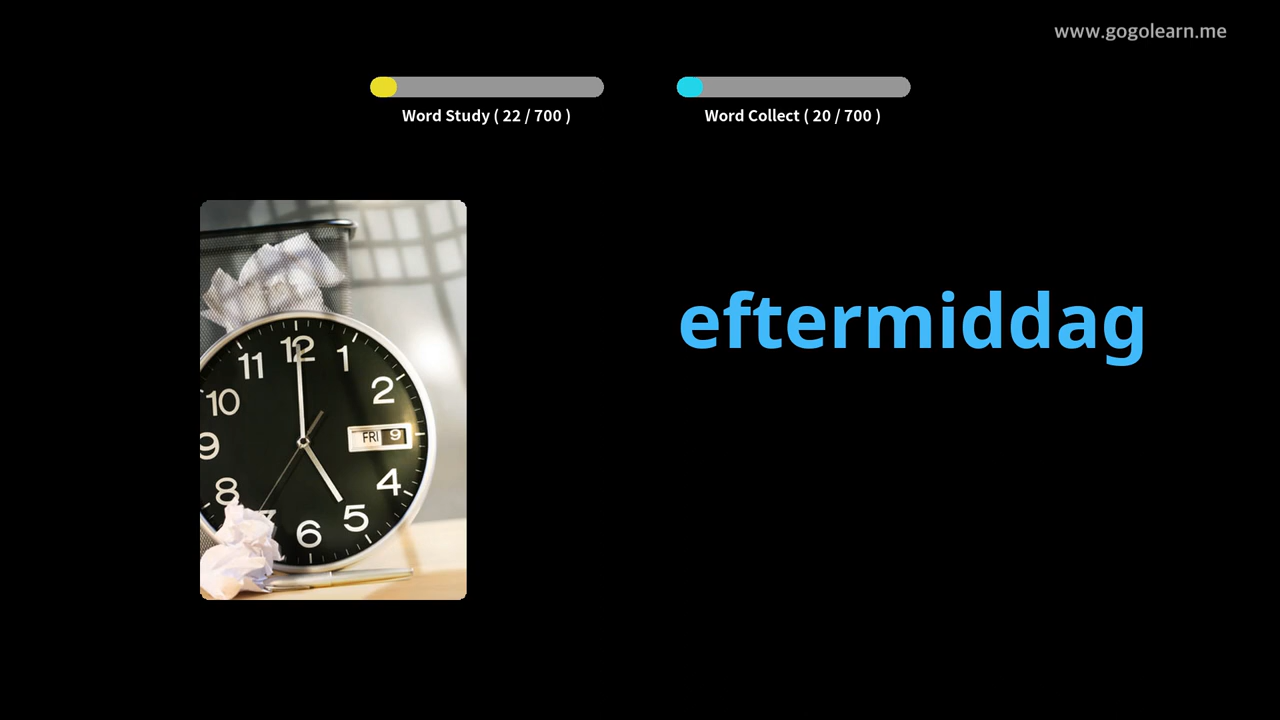 www.gogolearn.me
Word Study ( 22 / 700 )
Word Collect ( 20 / 700 )
eftermiddag
12
11
1
10
2
9
FRI 9
8
4
7
5
6